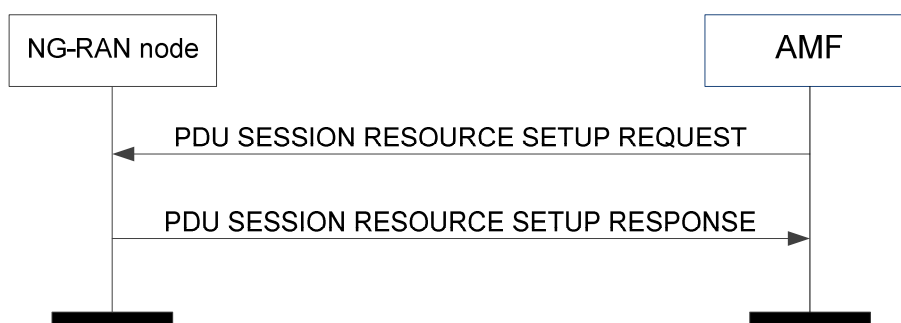 NG-RAN node
AMF
PDU SESSION RESOURCE SETUP REQUEST
PDU SESSION RESOURCE SETUP RESPONSE